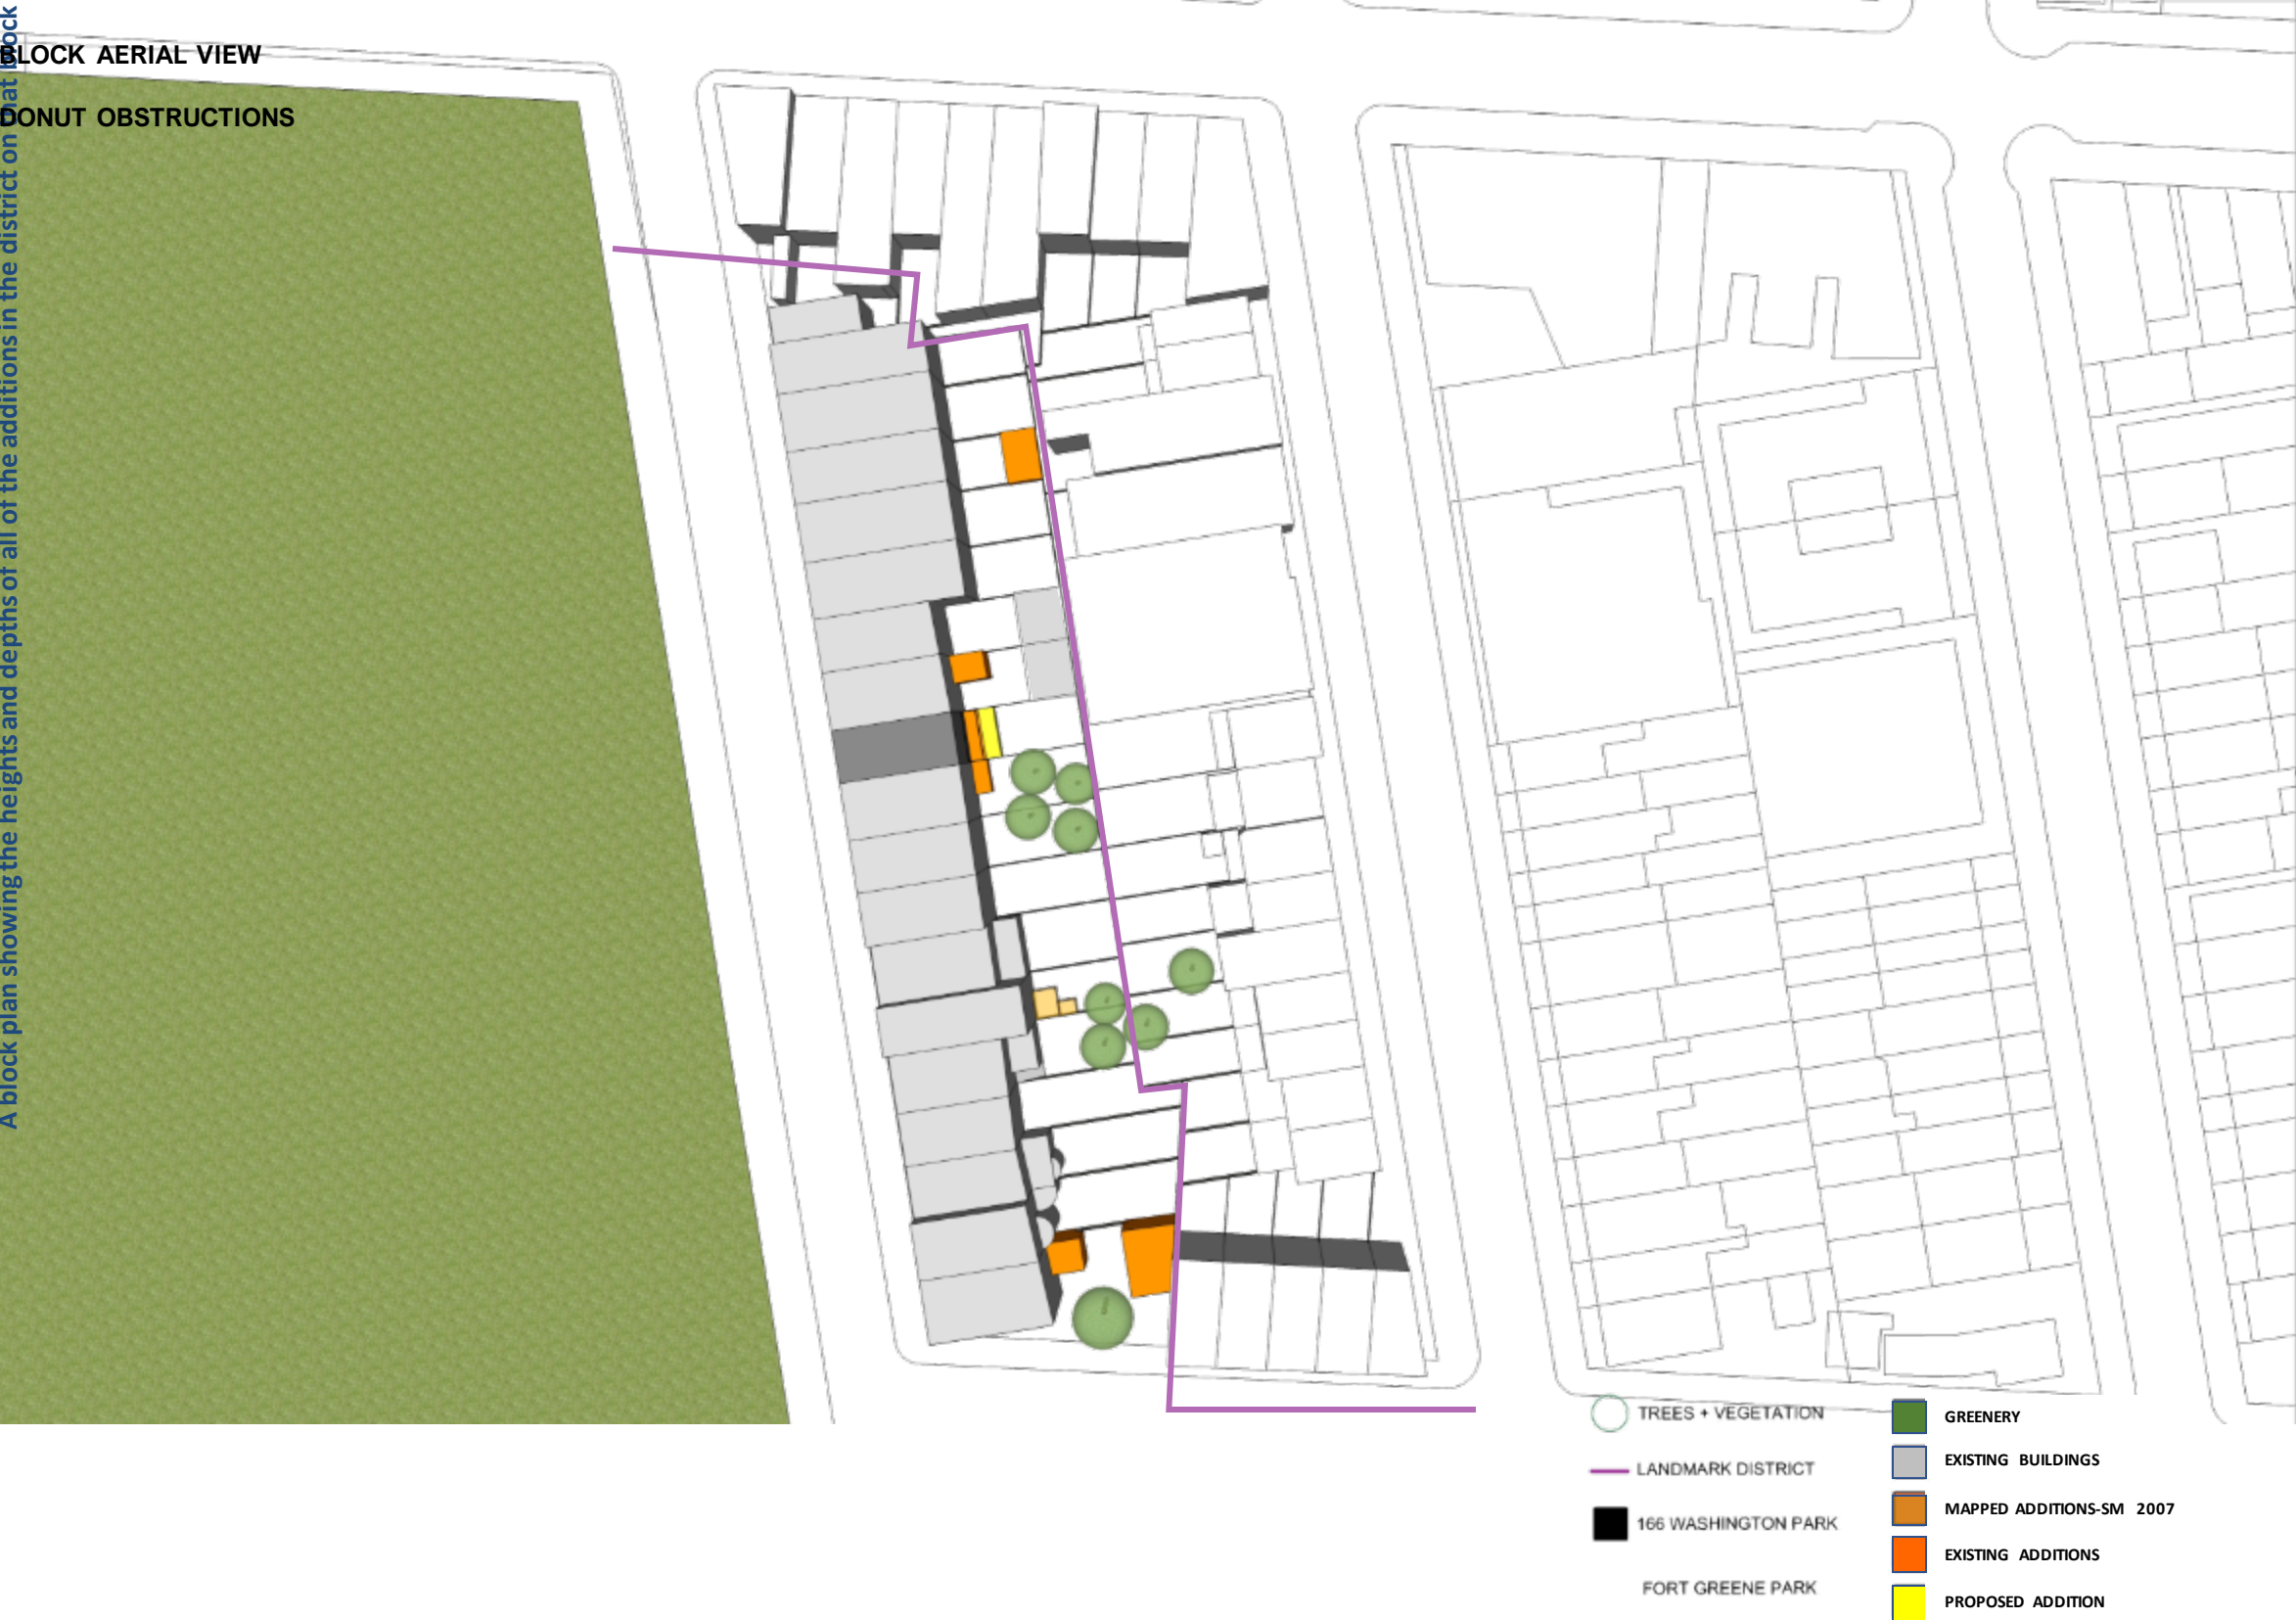 A block plan showing the heights and depths of all of the additions in the district on that block
BLOCK AERIAL VIEW
DONUT OBSTRUCTIONS
TREES + VEGETATION
LANDMARK DISTRICT
166 WASHINGTON PARK
FORT GREENE PARK
GREENERY
EXISTING BUILDINGS
MAPPED ADDITIONS-SM 2007
EXISTING ADDITIONS
PROPOSED ADDITION